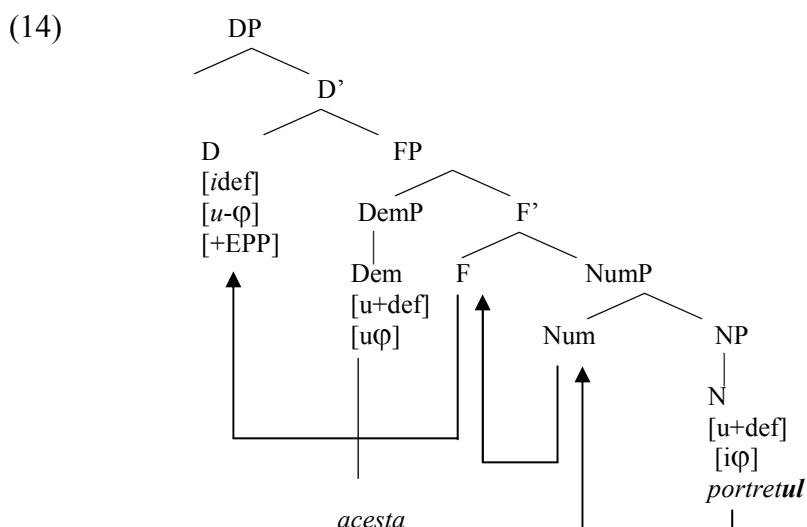 (14)
DP
D’
D FP
[idef]
[u-φ] DemP F’
[+EPP]
Dem F NumP
[u+def]
[uφ] Num NP
N
[u+def]
[iφ]
portretul
acesta